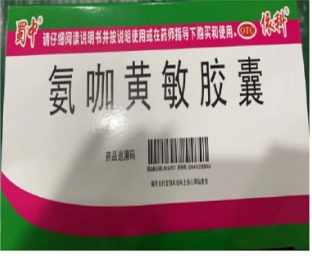 蜀中
请仔细阅读说明书并按说明使用或在药师指导下购买和使用。
OTC
依科
氨咖黄敏胶囊
药品追溯码